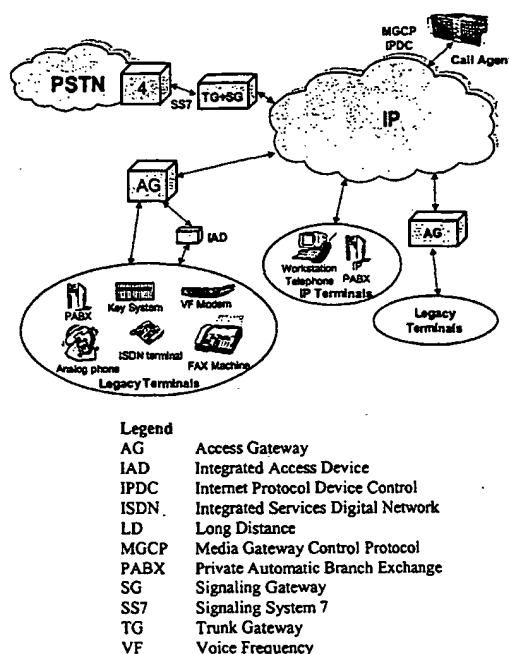 MGCP
IPDC
Call Agent
PSTN
4
SS7
TG+SG
IP
AG
IAD
AG
Workstation
Telephone
IP
PABX
IP Terminals
Legacy
Terminals
PABX
Key System
VF Modem
Analog phone
ISDN terminal
FAX Machine
Legacy Terminals
Legend
AG Access Gateway
IAD Integrated Access Device
IPDC Internet Protocol Device Control
ISDN Integrated Services Digital Network
LD Long Distance
MGCP Media Gateway Control Protocol
PABX Private Automatic Branch Exchange
SG Signaling Gateway
SS7 Signaling System 7
TG Trunk Gateway
VF Voice Frequency